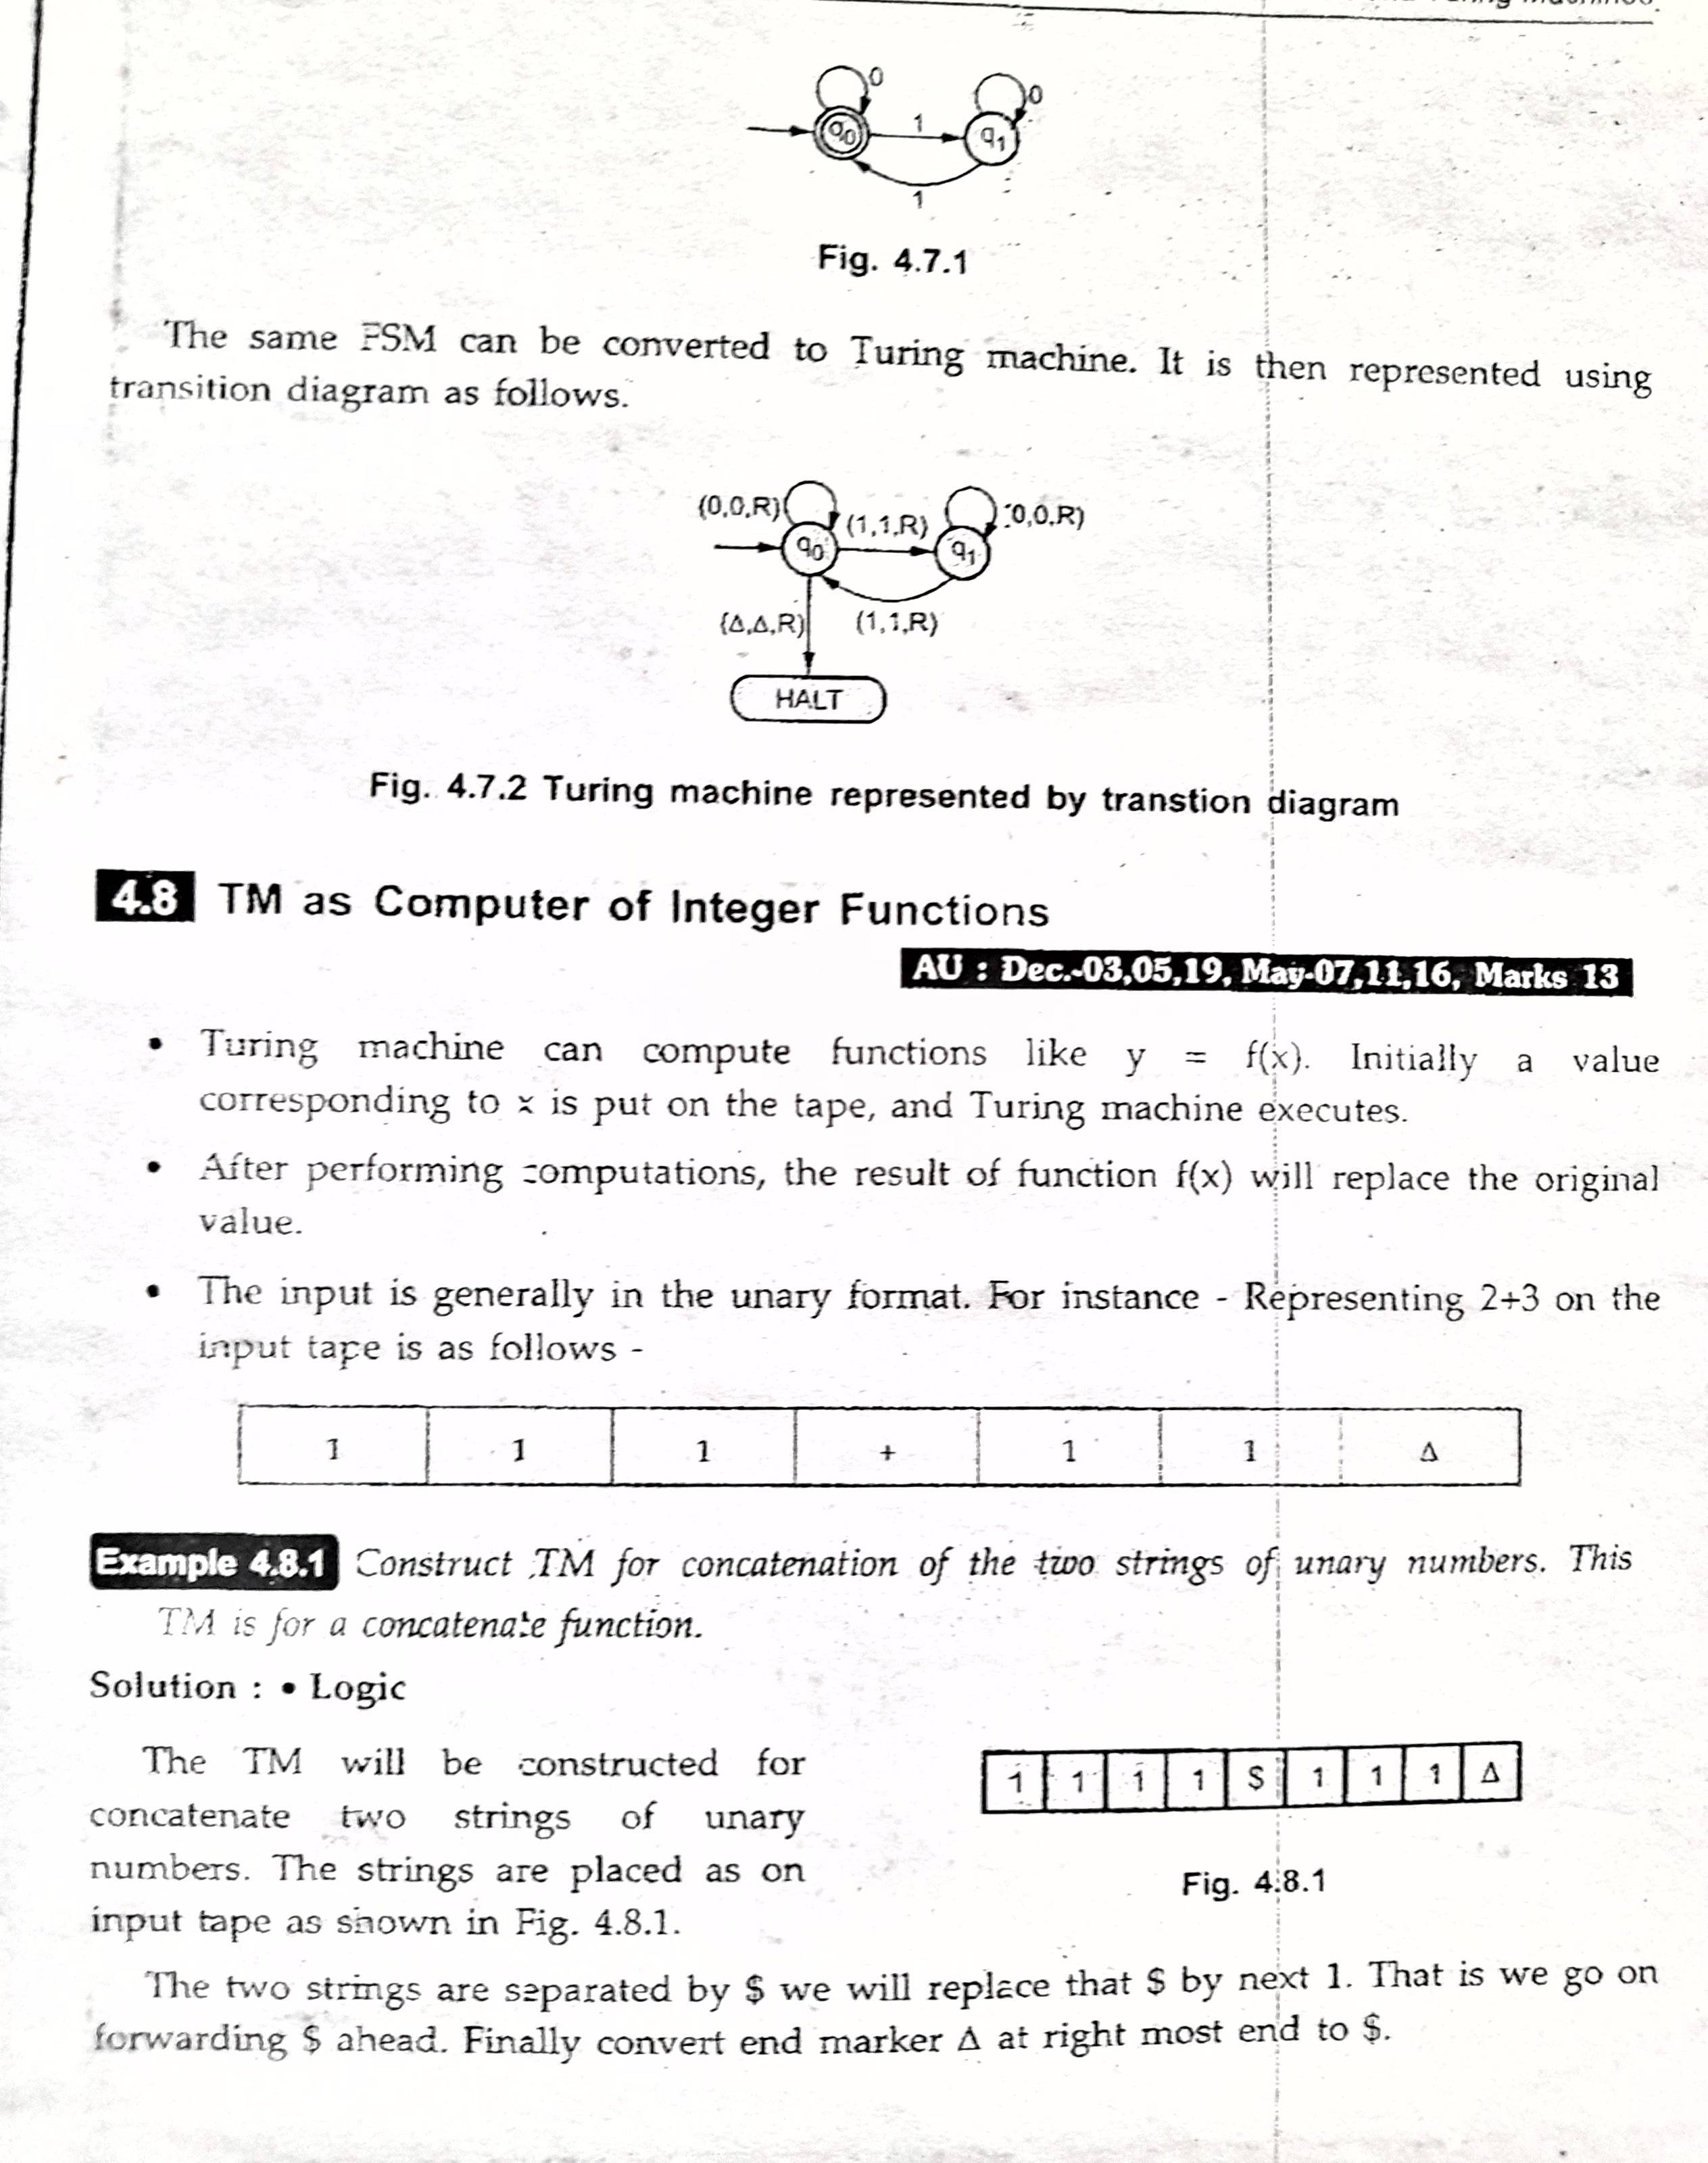 0
0
q0
1
q1
1
Fig. 4.7.1
The same FSM can be converted to Turing machine. It is then represented using
transition diagram as follows.
(0,0,R)
(1,1,R)
(0,0,R)
q0
q1
(Δ,Δ,R)
(1,1,R)
HALT
Fig. 4.7.2 Turing machine represented by transtion diagram
4.8 TM as Computer of Integer Functions
AU : Dec.-03,05,19, May-07,11,16, Marks 13
• Turing machine can compute functions like y = f(x). Initially a value
corresponding to x is put on the tape, and Turing machine executes.
• After performing computations, the result of function f(x) will replace the original
value.
• The input is generally in the unary format. For instance - Representing 2+3 on the
input tape is as follows -
1 1 1 + 1 1 Δ
Example 4.8.1 Construct TM for concatenation of the two strings of unary numbers. This
TM is for a concatenate function.
Solution : • Logic
The TM will be constructed for
concatenate two strings of unary
numbers. The strings are placed as on
input tape as shown in Fig. 4.8.1.
1 1 1 1 $ 1 1 1 Δ
Fig. 4.8.1
The two strings are separated by $ we will replace that $ by next 1. That is we go on
forwarding $ ahead. Finally convert end marker Δ at right most end to $.